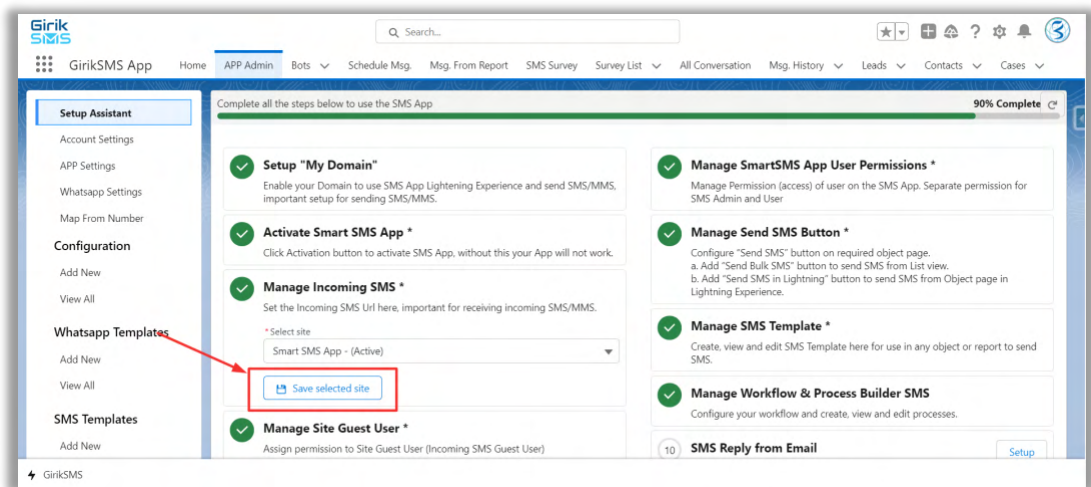 Girik
SMS
Search...
GirikSMS App
Home
APP Admin
Bots
Schedule Msg.
Msg. From Report
SMS Survey
Survey List
All Conversation
Msg. History
Leads
Contacts
Cases
Setup Assistant
Account Settings
APP Settings
Whatsapp Settings
Map From Number
Configuration
Add New
View All
Whatsapp Templates
Add New
View All
SMS Templates
Add New
Complete all the steps below to use the SMS App
90% Complete
Setup "My Domain"
Enable your Domain to use SMS App Lightening Experience and send SMS/MMS,
important setup for sending SMS/MMS.
Activate Smart SMS App *
Click Activation button to activate SMS App, without this your App will not work.
Manage Incoming SMS *
Set the Incoming SMS Url here, important for receiving incoming SMS/MMS.
* Select site
Smart SMS App - (Active)
Save selected site
Manage Site Guest User *
Assign permission to Site Guest User (Incoming SMS Guest User)
Manage SmartSMS App User Permissions *
Manage Permission (access) of user on the SMS App. Separate permission for
SMS Admin and User
Manage Send SMS Button *
Configure "Send SMS" button on required object page.
a. Add "Send Bulk SMS" button to send SMS from List view.
b. Add "Send SMS in Lightning" button to send SMS from Object page in
Lightning Experience.
Manage SMS Template *
Create, view and edit SMS Template here for use in any object or report to send
SMS.
Manage Workflow & Process Builder SMS
Configure your workflow and create, view and edit processes.
10
SMS Reply from Email
Setup
GirikSMS